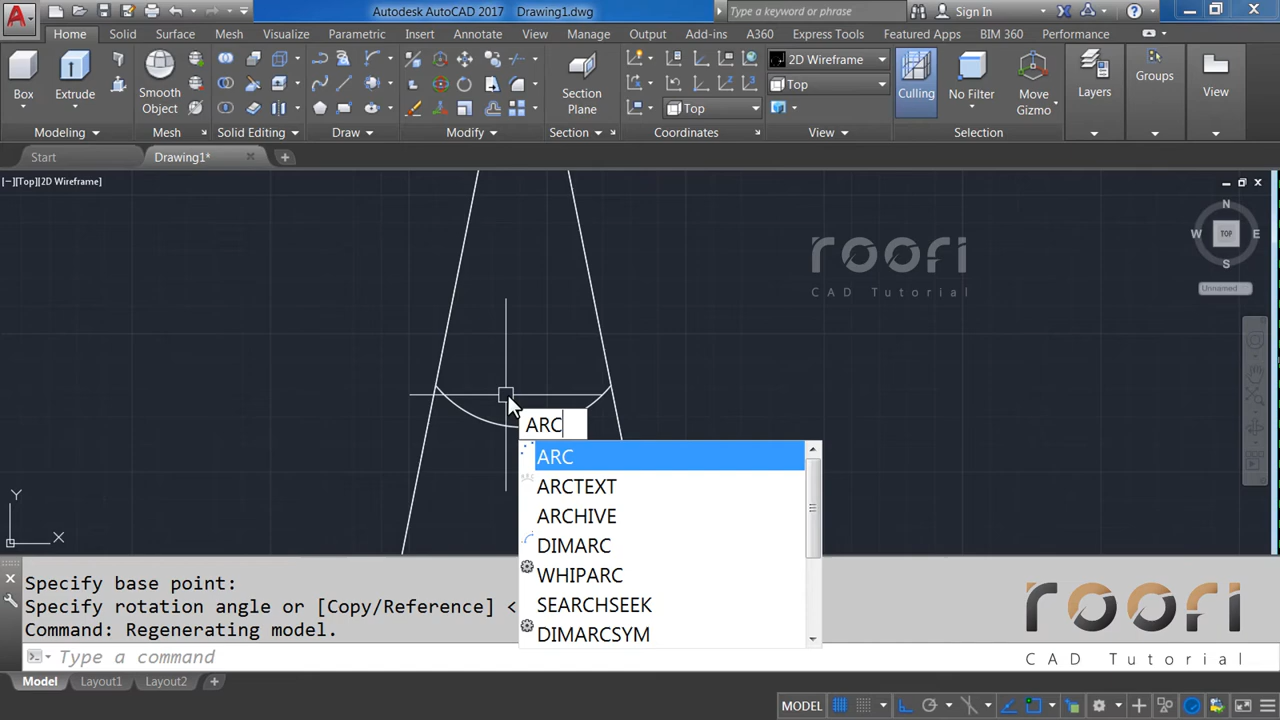 Autodesk AutoCAD 2017 Drawing1.dwg
Type a keyword or phrase
Sign In
Home Solid Surface Mesh Visualize Parametric Insert Annotate View Manage Output Add-ins A360 Express Tools Featured Apps BIM 360 Performance
Box
Extrude
Smooth
Object
Section
Plane
2D Wireframe
Top
Top
Culling
No Filter
Move
Gizmo
Layers
Groups
View
Modeling Mesh Solid Editing Draw Modify Section Coordinates View Selection
Start Drawing1*
[−][Top][2D Wireframe]
N
W TOP E
S
Unnamed
roofi
CAD Tutorial
ARC
ARC
ARCTEXT
ARCHIVE
DIMARC
WHIPARC
SEARCHSEEK
DIMARCSYM
Y
X
Specify base point:
Specify rotation angle or [Copy/Reference] <
Command: Regenerating model.
Type a command
roofi
CAD Tutorial
Model Layout1 Layout2
MODEL